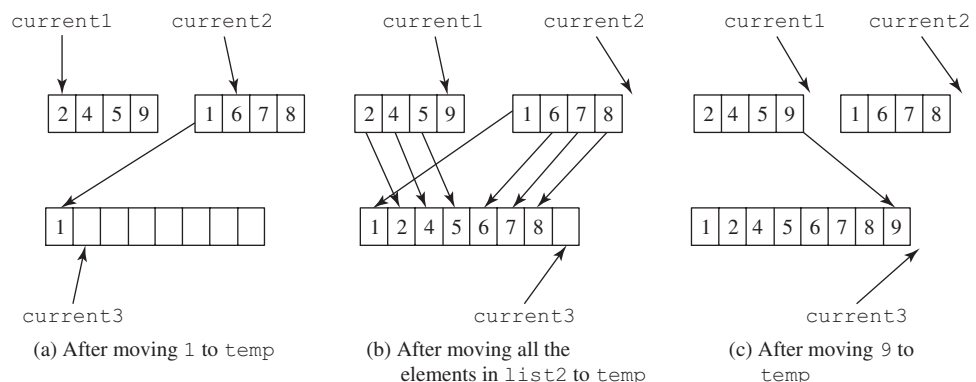 current1 current2 current1 current2 current1 current2
2 4 5 9 1 6 7 8 2 4 5 9 1 6 7 8 2 4 5 9 1 6 7 8
1 1 2 4 5 6 7 8 1 2 4 5 6 7 8 9
current3 current3 current3
(a) After moving 1 to temp
(b) After moving all the
elements in list2 to temp
(c) After moving 9 to
temp